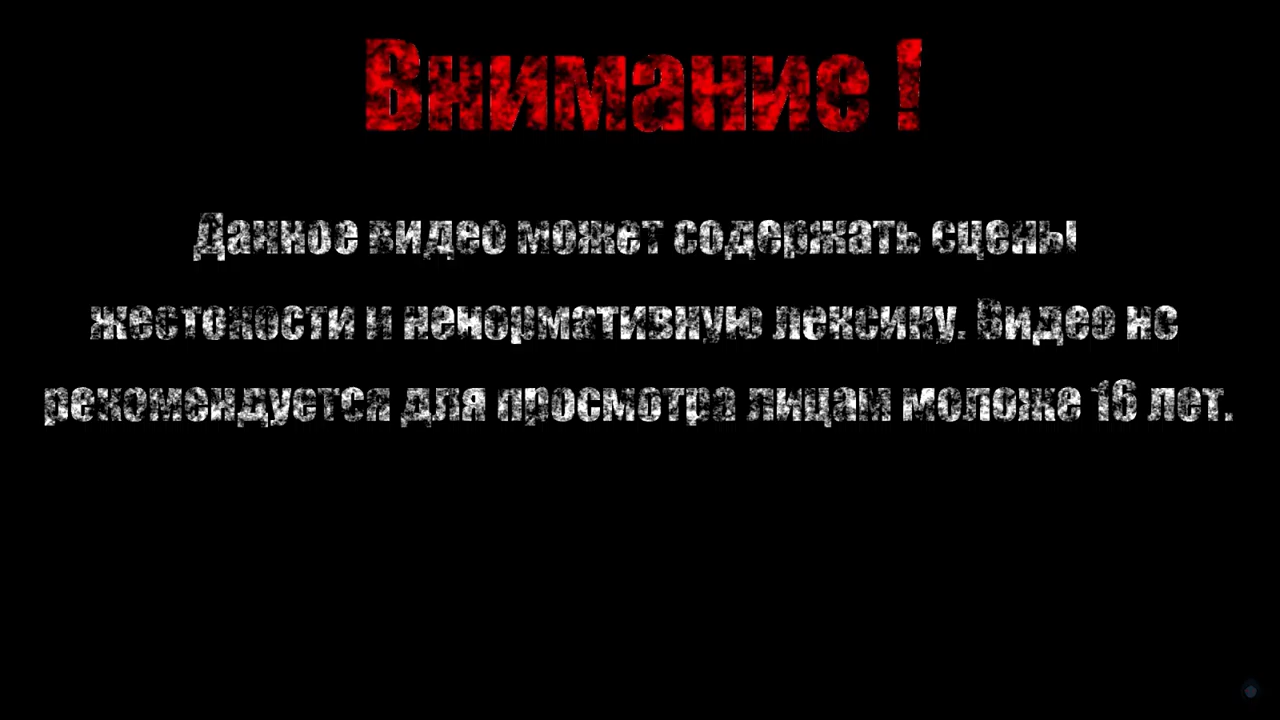 Внимание !
Данное видео может содержать сцены
жестокости и ненормативную лексику. Видео не
рекомендуется для просмотра лицам моложе 16 лет.